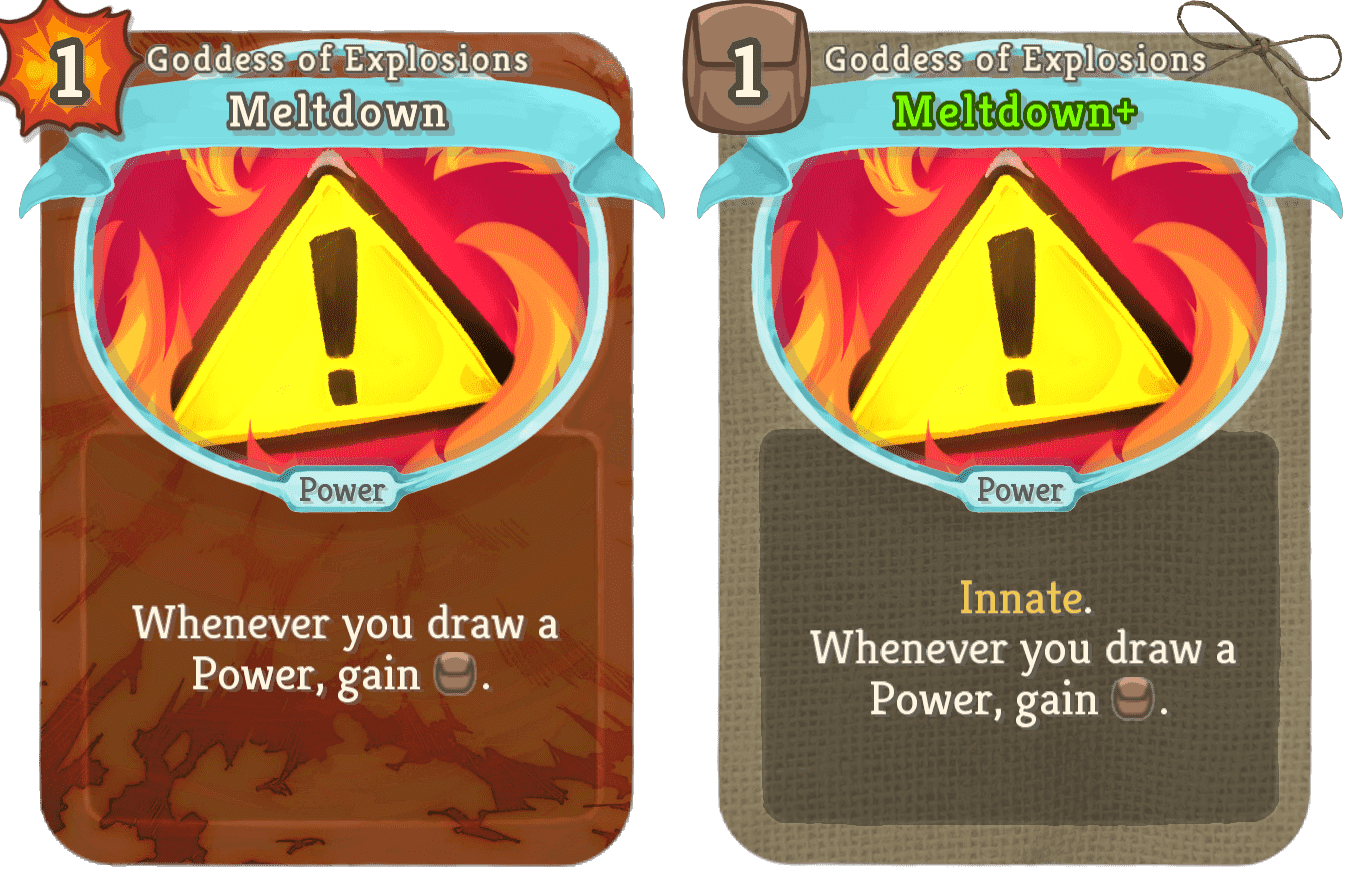 1
Goddess of Explosions
Meltdown
!
Power
Whenever you draw a
Power, gain .
1
Goddess of Explosions
Meltdown+
!
Power
Innate.
Whenever you draw a
Power, gain .